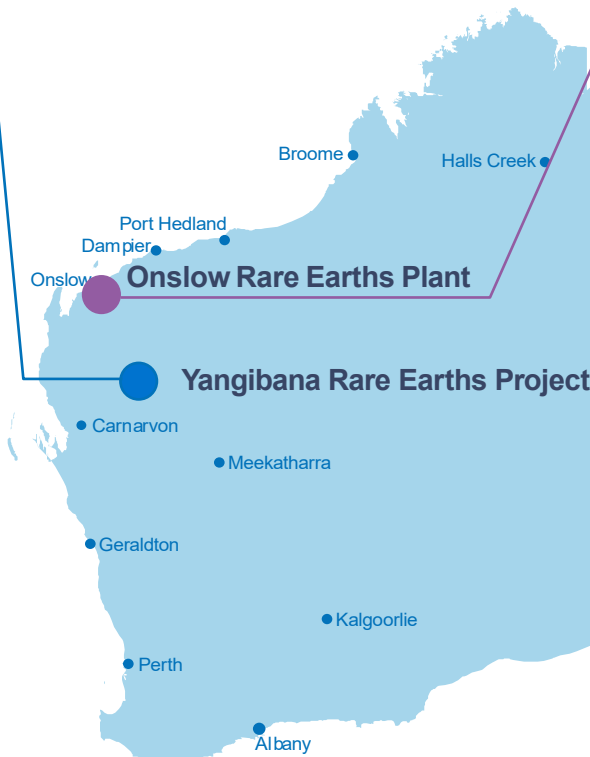 Broome
Halls Creek
Port Hedland
Dampier
Onslow
Onslow Rare Earths Plant
Yangibana Rare Earths Project
Carnarvon
Meekatharra
Geraldton
Kalgoorlie
Perth
Albany